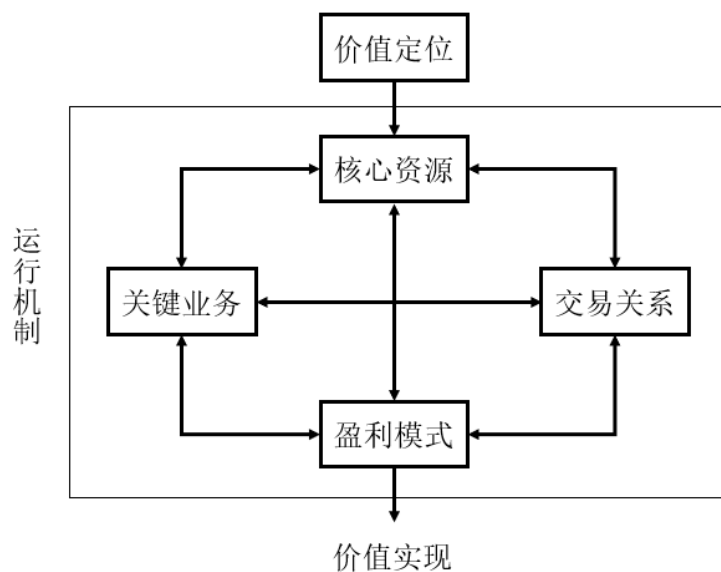 价值定位
核心资源
运行机制
关键业务
交易关系
盈利模式
价值实现